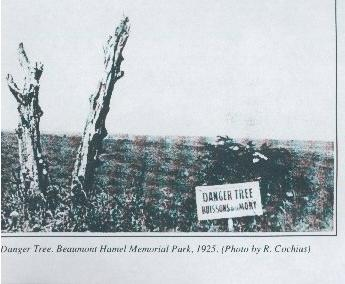 DANGER TREE
Danger Tree. Beaumont Hamel Memorial Park, 1925. (Photo by R. Cochius)